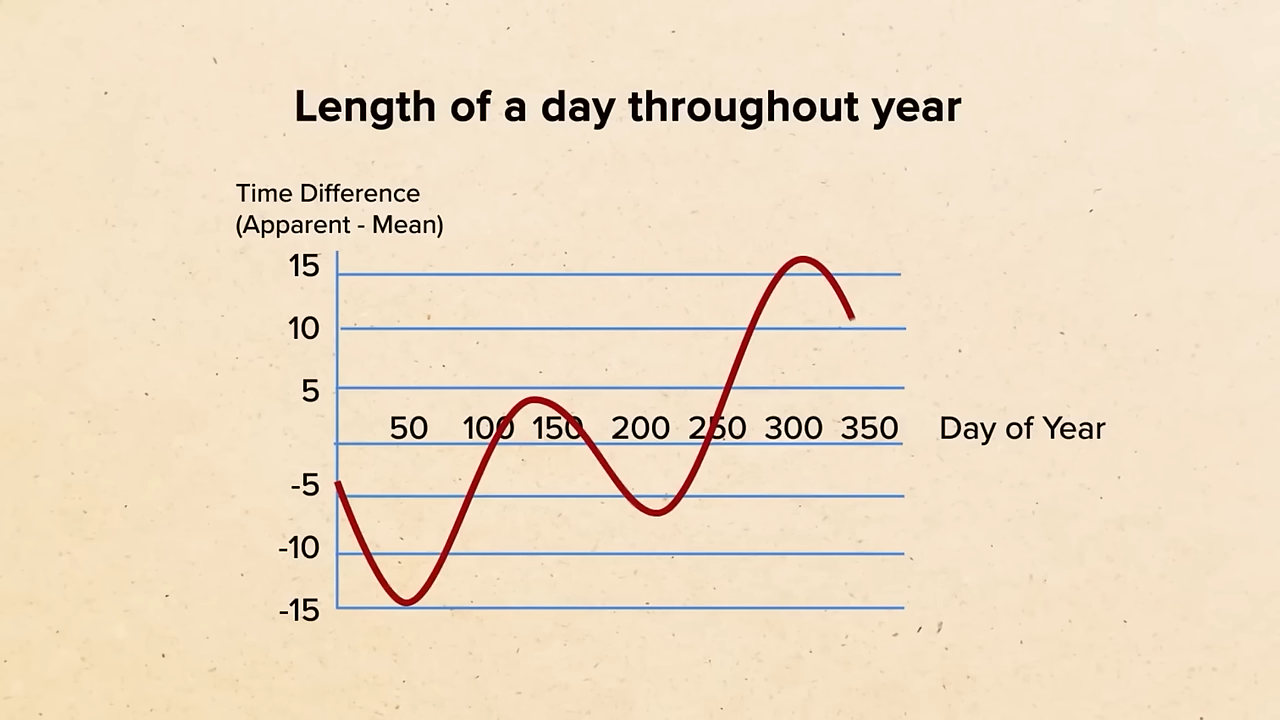 Length of a day throughout year
Time Difference
(Apparent - Mean)
15
10
5
50 100 150 200 250 300 350 Day of Year
-5
-10
-15